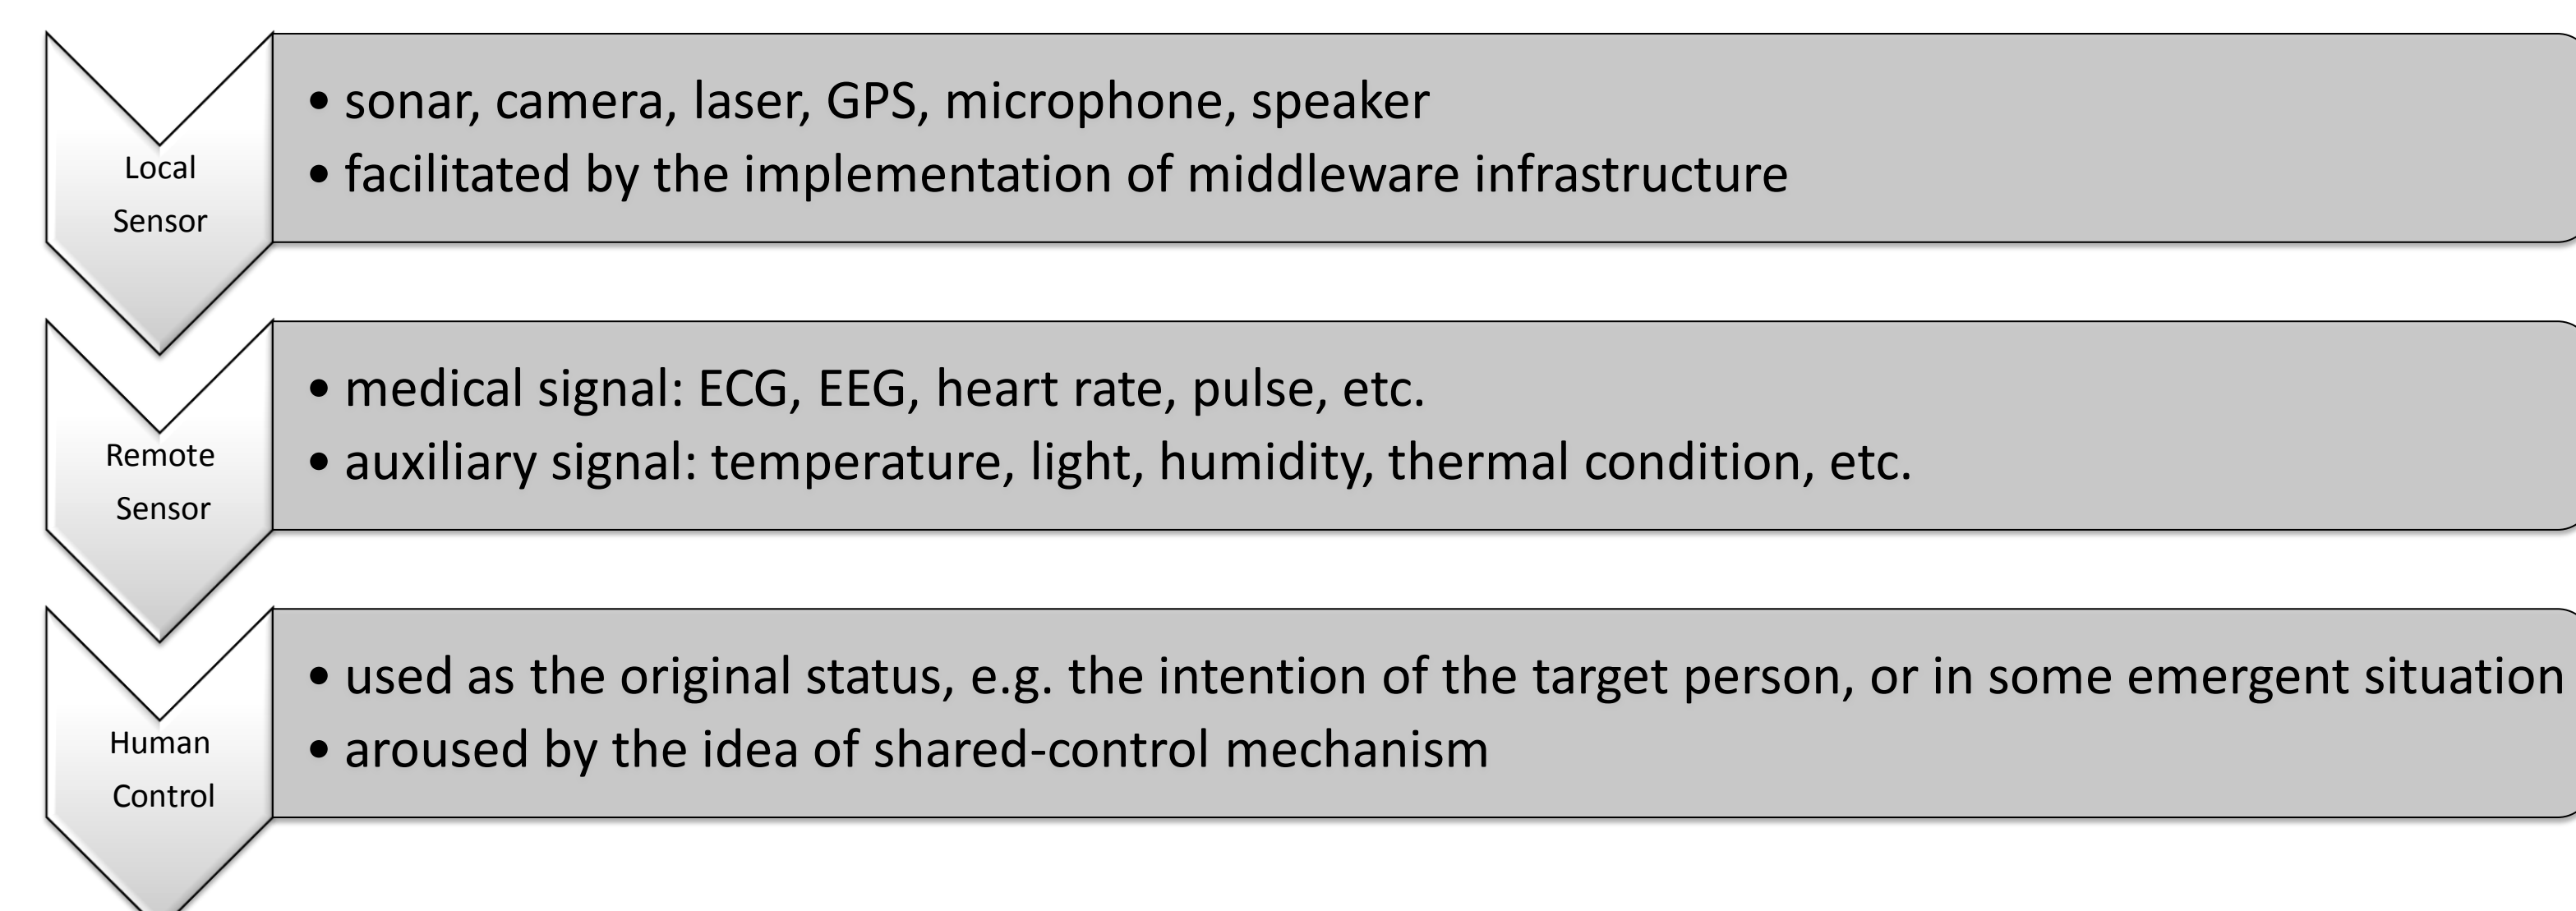 Local
Sensor
• sonar, camera, laser, GPS, microphone, speaker
• facilitated by the implementation of middleware infrastructure
Remote
Sensor
• medical signal: ECG, EEG, heart rate, pulse, etc.
• auxiliary signal: temperature, light, humidity, thermal condition, etc.
Human
Control
• used as the original status, e.g. the intention of the target person, or in some emergent situation
• aroused by the idea of shared-control mechanism